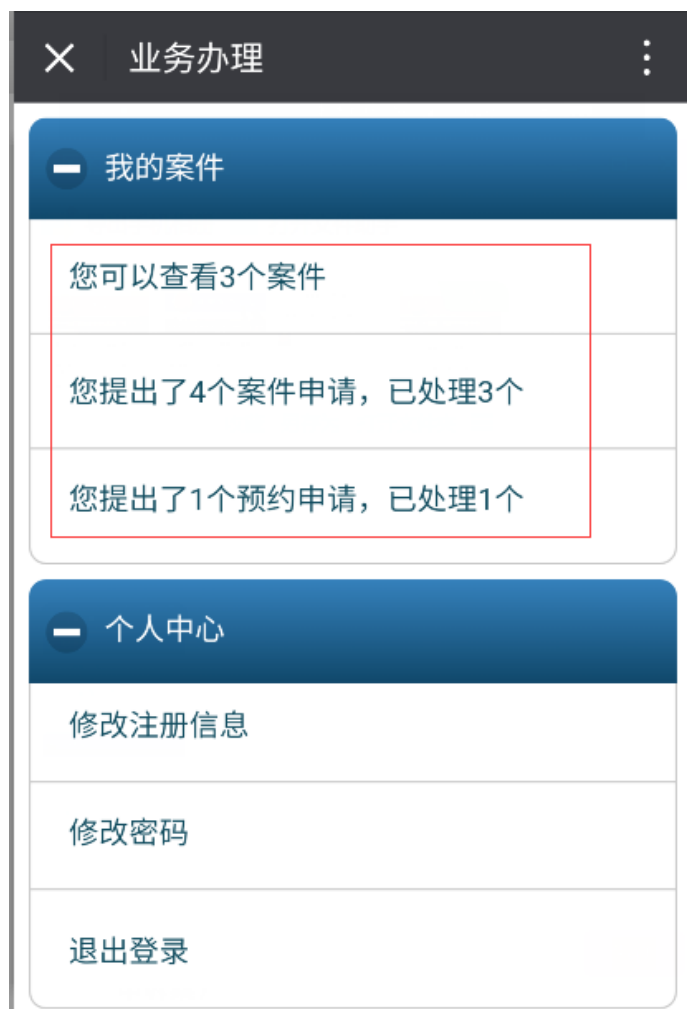 业务办理
我的案件
您可以查看3个案件
您提出了4个案件申请，已处理3个
您提出了1个预约申请，已处理1个
个人中心
修改注册信息
修改密码
退出登录